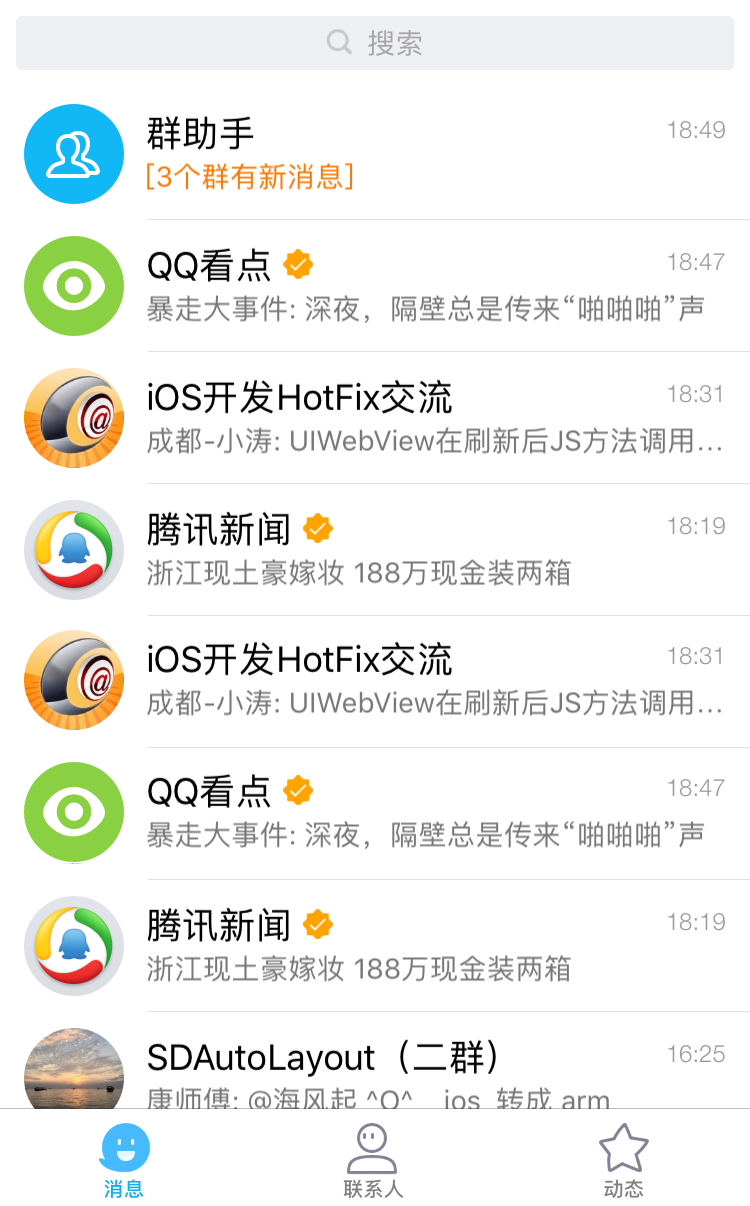 搜索
群助手 18:49
[3个群有新消息]
QQ看点 18:47
暴走大事件: 深夜，隔壁总是传来“啪啪啪”声
iOS开发HotFix交流 18:31
成都-小涛: UIWebView在刷新后JS方法调用...
腾讯新闻 18:19
浙江现土豪嫁妆 188万现金装两箱
iOS开发HotFix交流 18:31
成都-小涛: UIWebView在刷新后JS方法调用...
QQ看点 18:47
暴走大事件: 深夜，隔壁总是传来“啪啪啪”声
腾讯新闻 18:19
浙江现土豪嫁妆 188万现金装两箱
SDAutoLayout（二群） 16:25
康师傅: @海风起 ^O^ ios 转成 arm
消息 联系人 动态